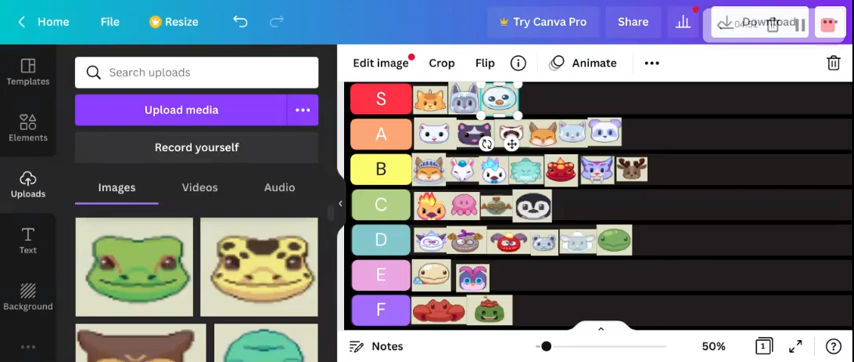 Home File Resize Try Canva Pro Share Download
Templates
Elements
Uploads
Text
Background
Search uploads
Upload media
Record yourself
Images Videos Audio
Edit image Crop Flip Animate
S
A
B
C
D
E
F
Notes 50% 1